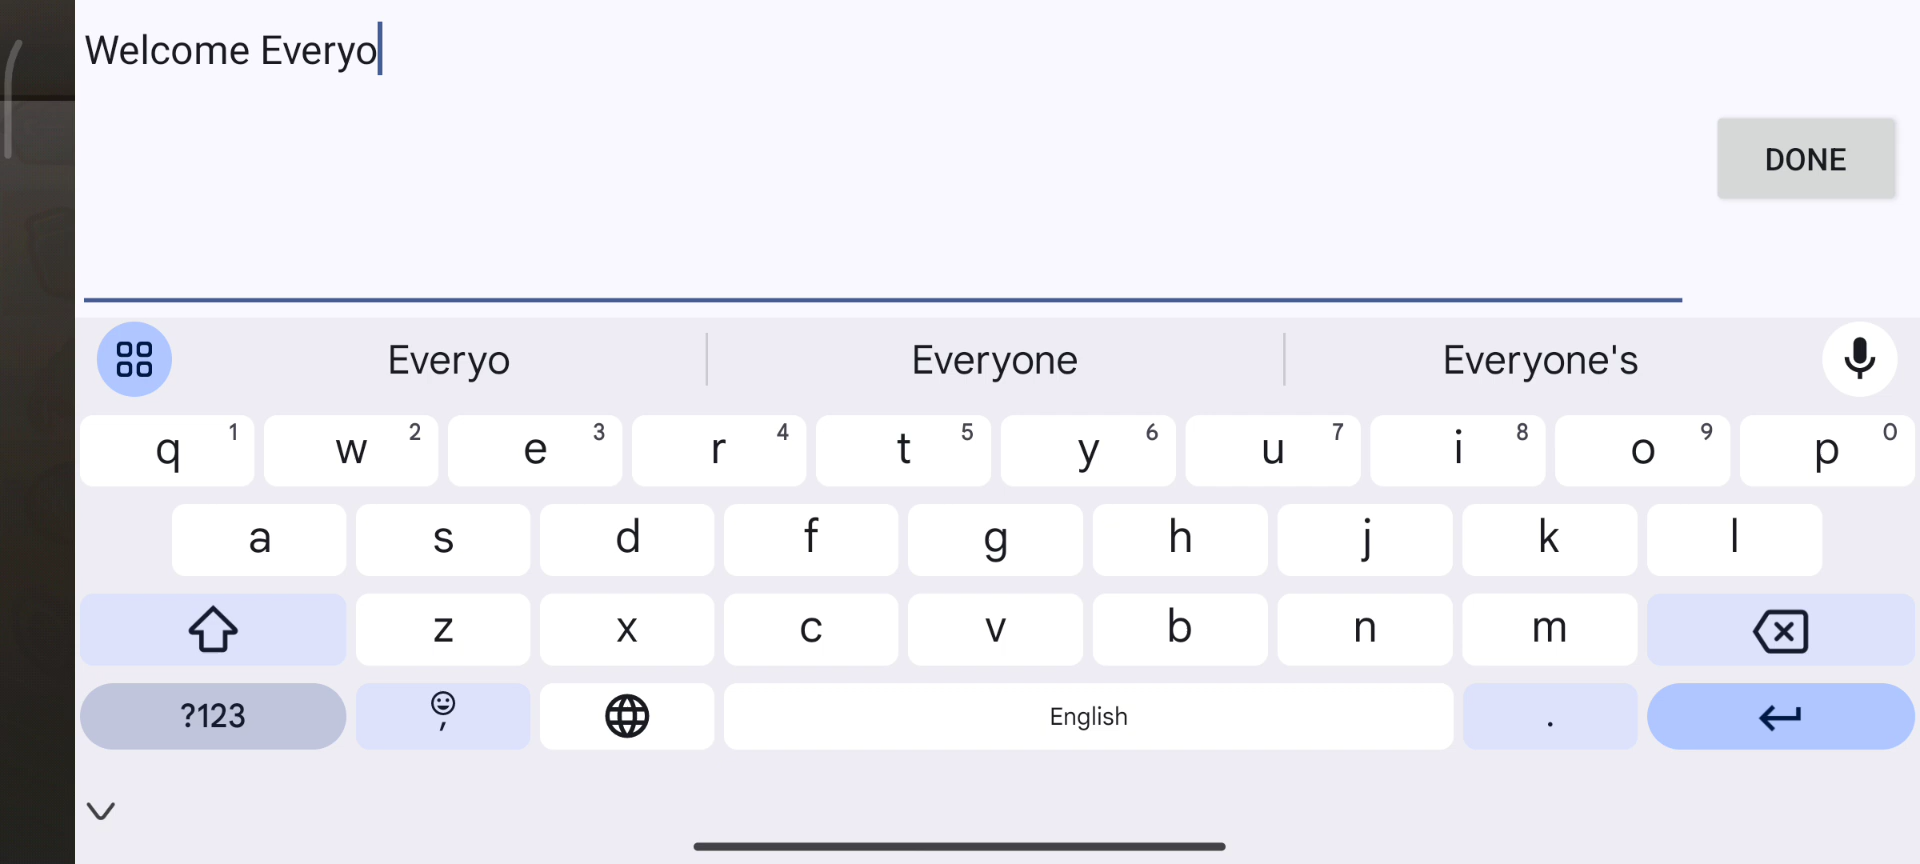 Welcome Everyo
DONE
Everyo Everyone Everyone's
q 1 w 2 e 3 r 4 t 5 y 6 u 7 i 8 o 9 p 0
a s d f g h j k l
z x c v b n m
?123 , English .